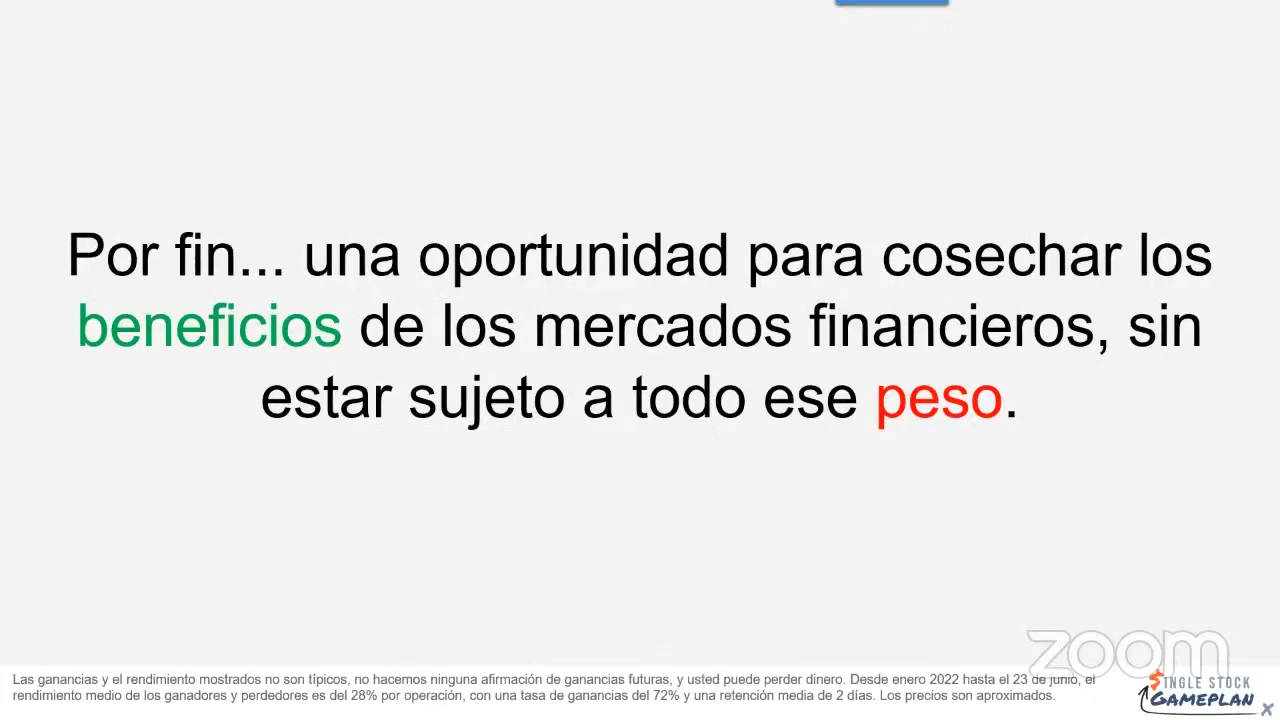 Por fin... una oportunidad para cosechar los
beneficios de los mercados financieros, sin
estar sujeto a todo ese peso.
zoom
Las ganancias y el rendimiento mostrados no son típicos, no hacemos ninguna afirmación de ganancias futuras, y usted puede perder dinero. Desde enero 2022 hasta el 23 de junio, el
rendimiento medio de los ganadores y perdedores es del 28% por operación, con una tasa de ganancias del 72% y una retención media de 2 días. Los precios son aproximados.
$INGLE STOCK
GAMEPLAN
x